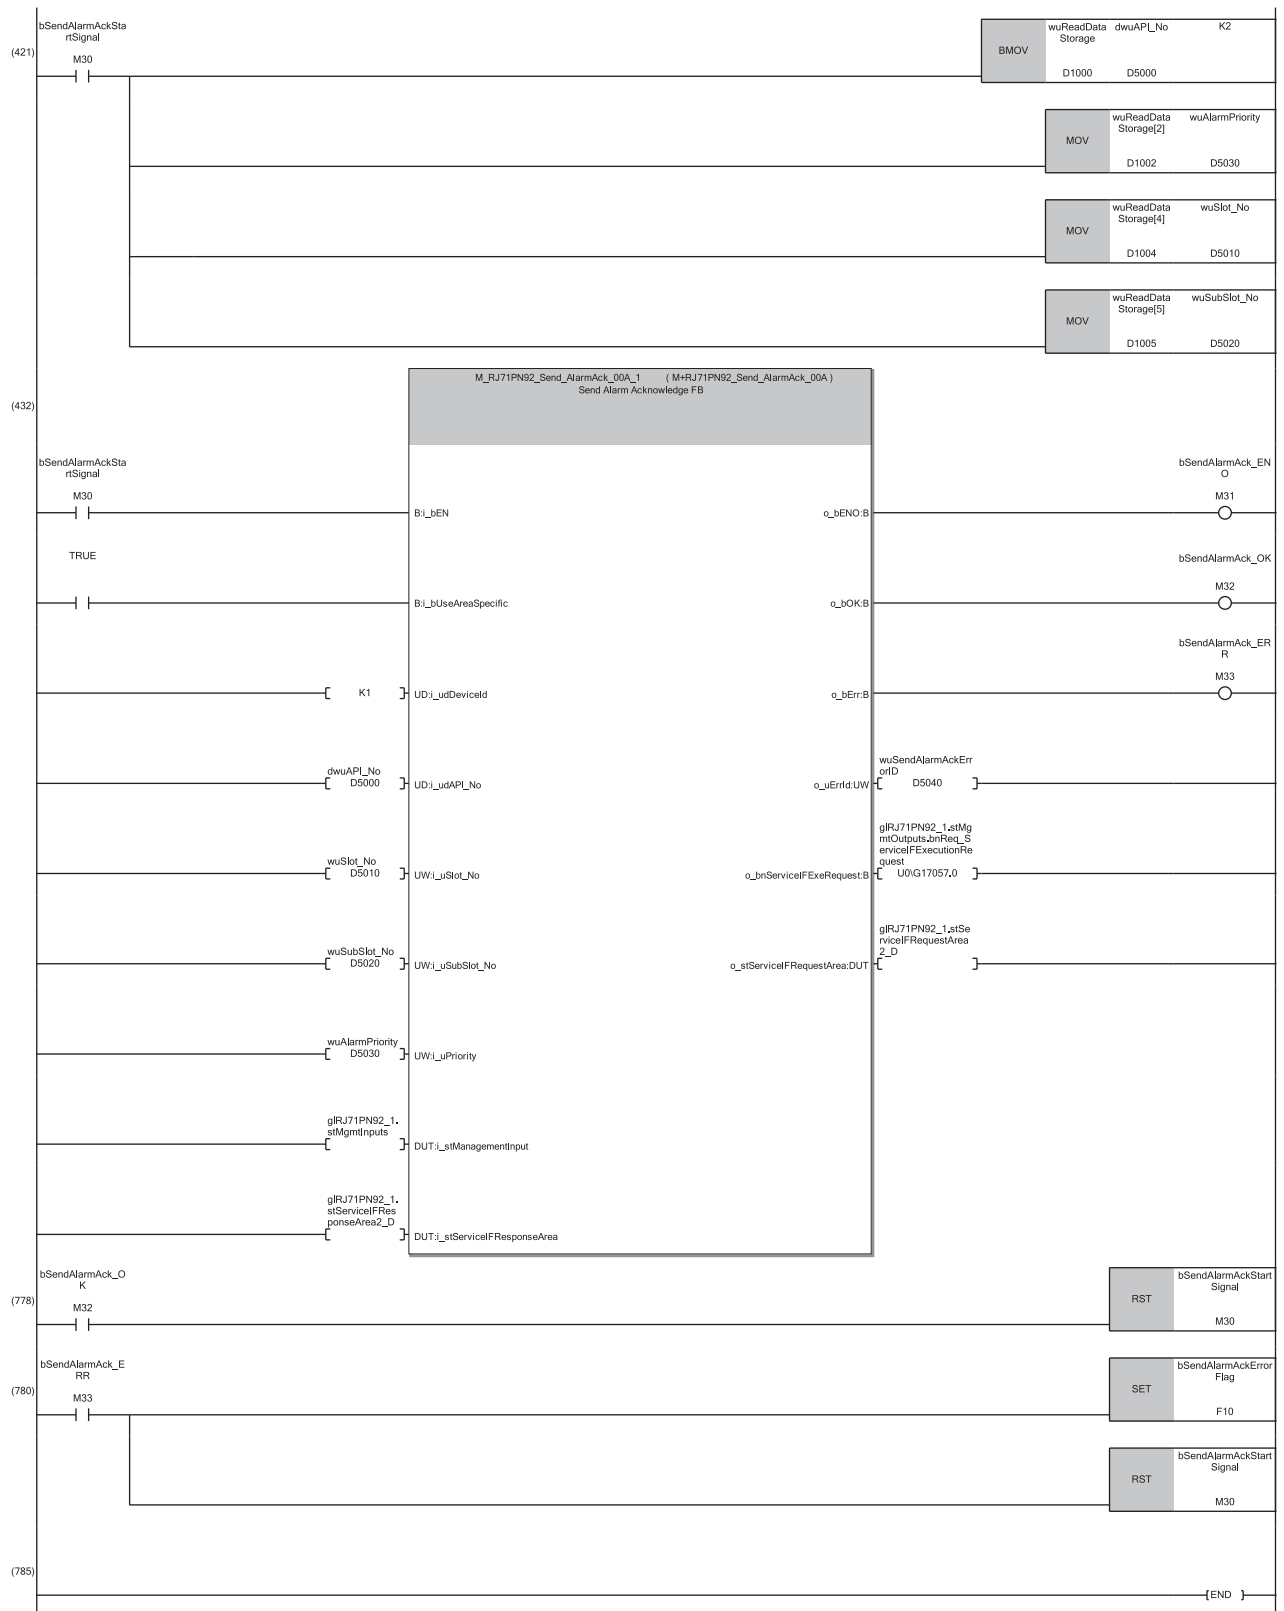 bSendAlarmAckSta
rtSignal
(421)
M30
BMOV
wuReadData
Storage
dwuAPI_No
K2
D1000
D5000
MOV
wuReadData
Storage[2]
wuAlarmPriority
D1002
D5030
MOV
wuReadData
Storage[4]
wuSlot_No
D1004
D5010
MOV
wuReadData
Storage[5]
wuSubSlot_No
D1005
D5020
(432)
M_RJ71PN92_Send_AlarmAck_00A_1 ( M+RJ71PN92_Send_AlarmAck_00A )
Send Alarm Acknowledge FB
bSendAlarmAckSta
rtSignal
M30
B:i_bEN
o_bENO:B
bSendAlarmAck_EN
O
M31
TRUE
B:i_bUseAreaSpecific
o_bOK:B
bSendAlarmAck_OK
M32
K1
UD:i_udDeviceId
o_bErr:B
bSendAlarmAck_ER
R
M33
dwuAPI_No
D5000
UD:i_udAPI_No
o_uErrId:UW
wuSendAlarmAckErr
orID
D5040
wuSlot_No
D5010
UW:i_uSlot_No
o_bnServiceIFExeRequest:B
glRJ71PN92_1.stMg
mtOutputs.bnReq_S
erviceIFExecutionRe
quest
U0\G17057.0
wuSubSlot_No
D5020
UW:i_uSubSlot_No
o_stServiceIFRequestArea:DUT
glRJ71PN92_1.stSe
rviceIFRequestArea
2_D
wuAlarmPriority
D5030
UW:i_uPriority
glRJ71PN92_1.
stMgmtInputs
DUT:i_stManagementInput
glRJ71PN92_1.
stServiceIFRes
ponseArea2_D
DUT:i_stServiceIFResponseArea
bSendAlarmAck_O
K
(778)
M32
RST
bSendAlarmAckStart
Signal
M30
bSendAlarmAck_E
RR
(780)
M33
SET
bSendAlarmAckError
Flag
F10
RST
bSendAlarmAckStart
Signal
M30
(785)
END